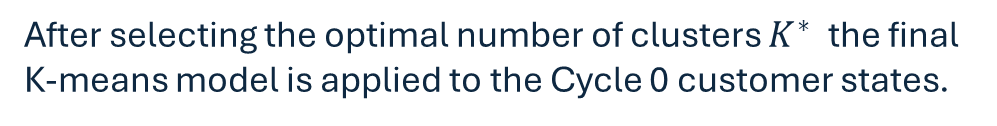 After selecting the optimal number of clusters K* the final
K-means model is applied to the Cycle 0 customer states.